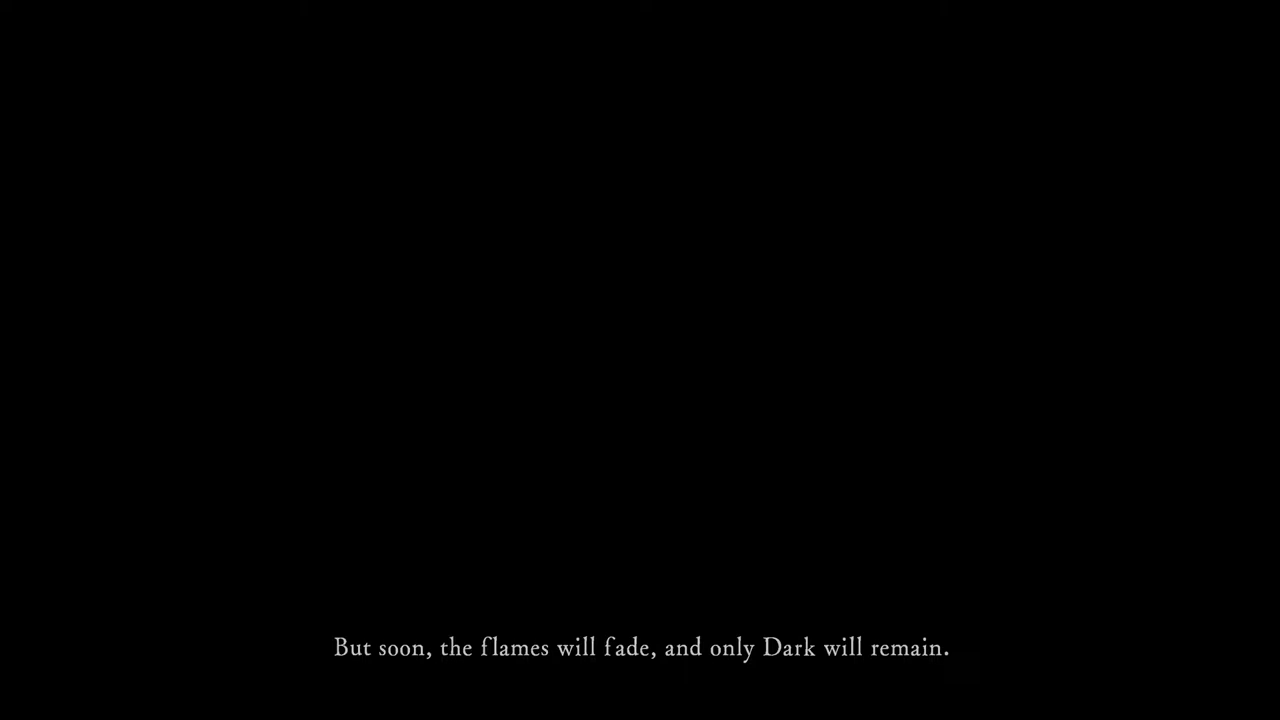 But soon, the flames will fade, and only Dark will remain.